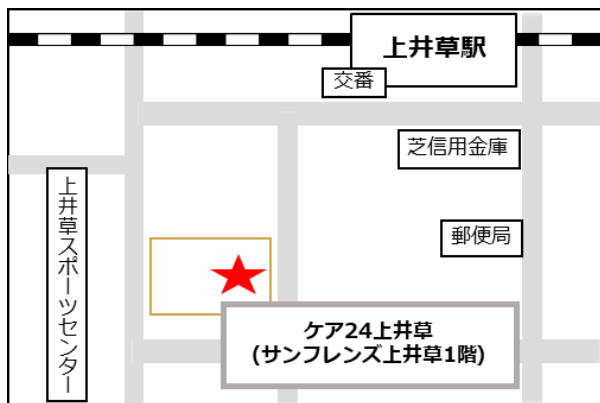 上井草駅
交番
芝信用金庫
上井草スポーツセンター
郵便局
ケア24上井草
(サンフレンズ上井草1階)